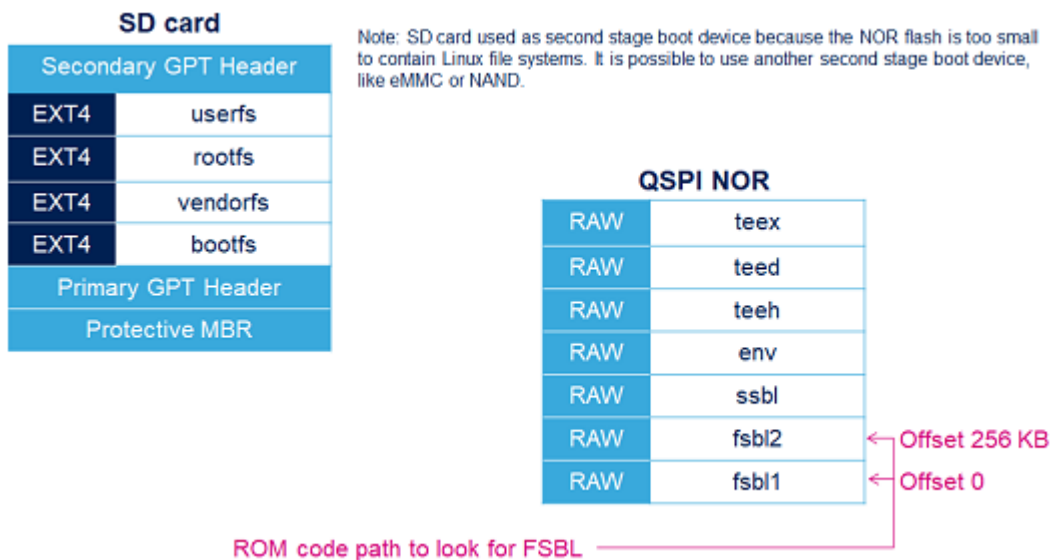 SD card
Secondary GPT Header
EXT4 userfs
EXT4 rootfs
EXT4 vendorfs
EXT4 bootfs
Primary GPT Header
Protective MBR
Note: SD card used as second stage boot device because the NOR flash is too small
to contain Linux file systems. It is possible to use another second stage boot device,
like eMMC or NAND.
QSPI NOR
RAW teex
RAW teed
RAW teeh
RAW env
RAW ssbl
RAW fsbl2 Offset 256 KB
RAW fsbl1 Offset 0
ROM code path to look for FSBL